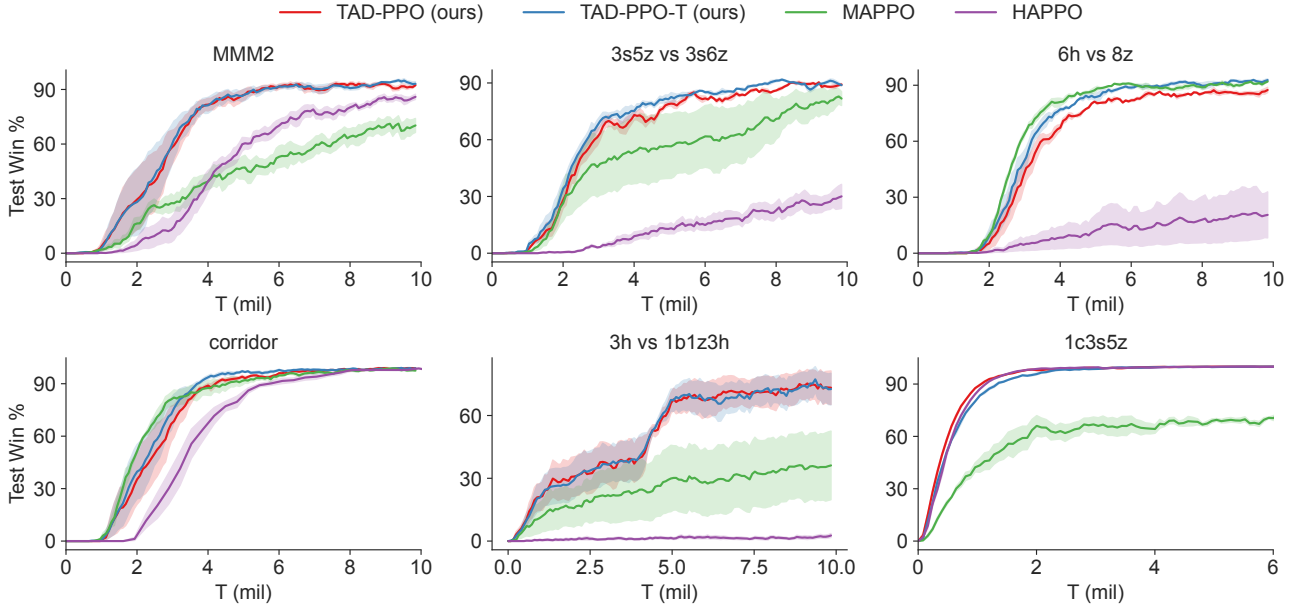 TAD-PPO (ours) TAD-PPO-T (ours) MAPPO HAPPO
MMM2 3s5z vs 3s6z 6h vs 8z
Test Win %
90
60
30
0
0 2 4 6 8 10
T (mil)
90
60
30
0
0 2 4 6 8 10
T (mil)
90
60
30
0
0 2 4 6 8 10
T (mil)
corridor 3h vs 1b1z3h 1c3s5z
Test Win %
90
60
30
0
0 2 4 6 8 10
T (mil)
60
30
0
0.0 2.5 5.0 7.5 10.0
T (mil)
90
60
30
0
0 2 4 6
T (mil)